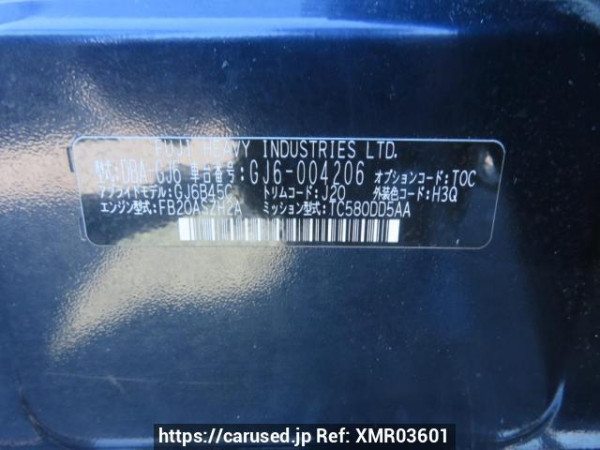 FUJI HEAVY INDUSTRIES LTD.
型式:DBA-GJ6 車台番号:GJ6-004206 オプションコード:TOC
アプライドモデル:GJ6B45C トリムコード:J20 外装色コード:H3Q
エンジン型式:FB20ASZH2A ミッション型式:TC580DD5AA
https://carused.jp Ref: XMR03601